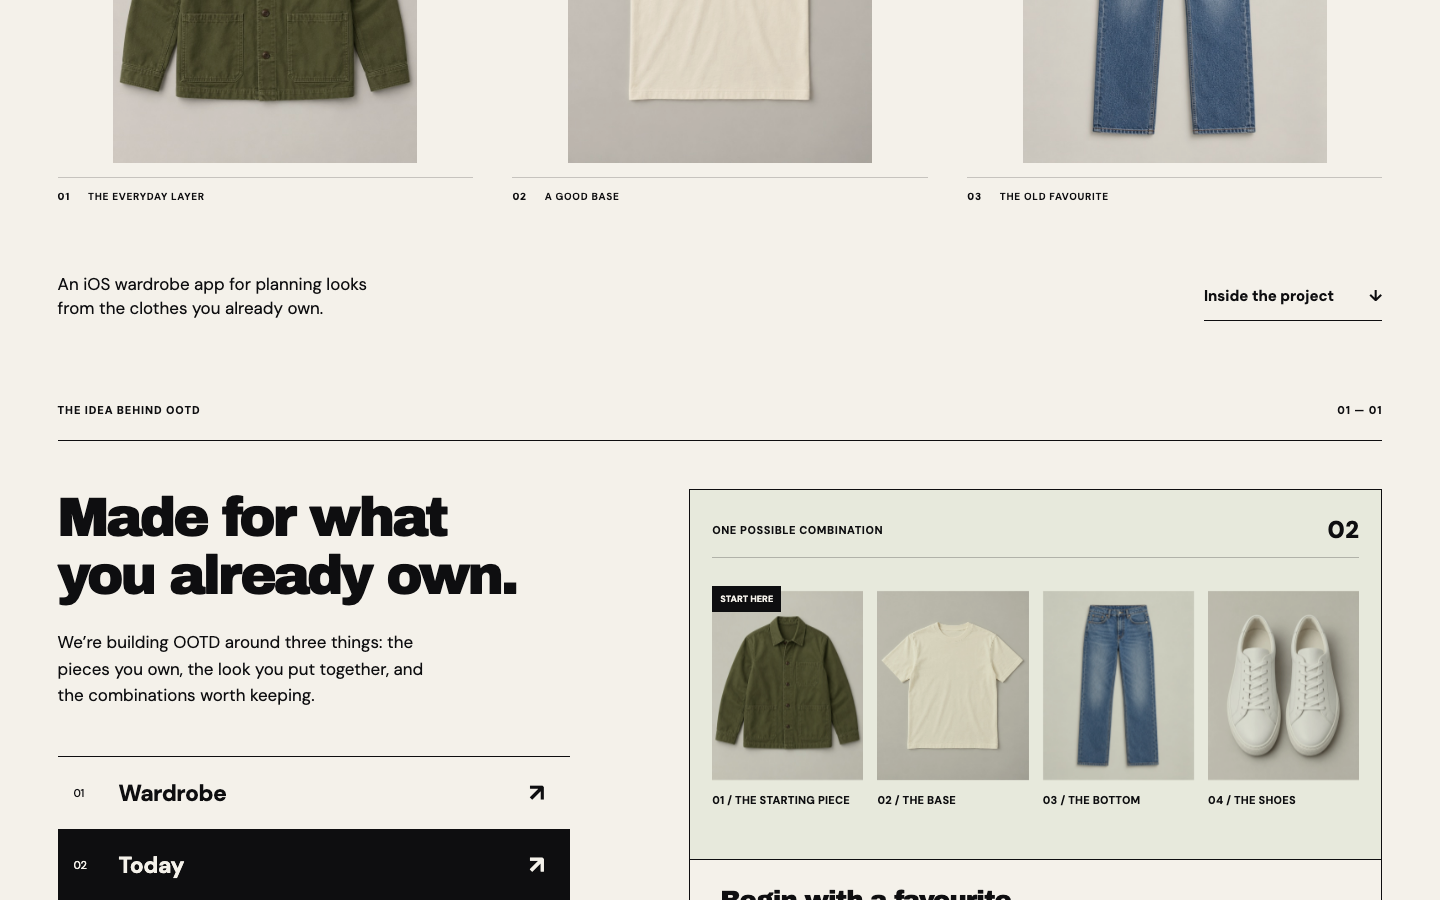 01 THE EVERYDAY LAYER
02 A GOOD BASE
03 THE OLD FAVOURITE
An iOS wardrobe app for planning looks
from the clothes you already own.
Inside the project
THE IDEA BEHIND OOTD
01 — 01
Made for what
you already own.
We’re building OOTD around three things: the
pieces you own, the look you put together, and
the combinations worth keeping.
01 Wardrobe
02 Today
ONE POSSIBLE COMBINATION
02
START HERE
01 / THE STARTING PIECE
02 / THE BASE
03 / THE BOTTOM
04 / THE SHOES
Begin with a favourite